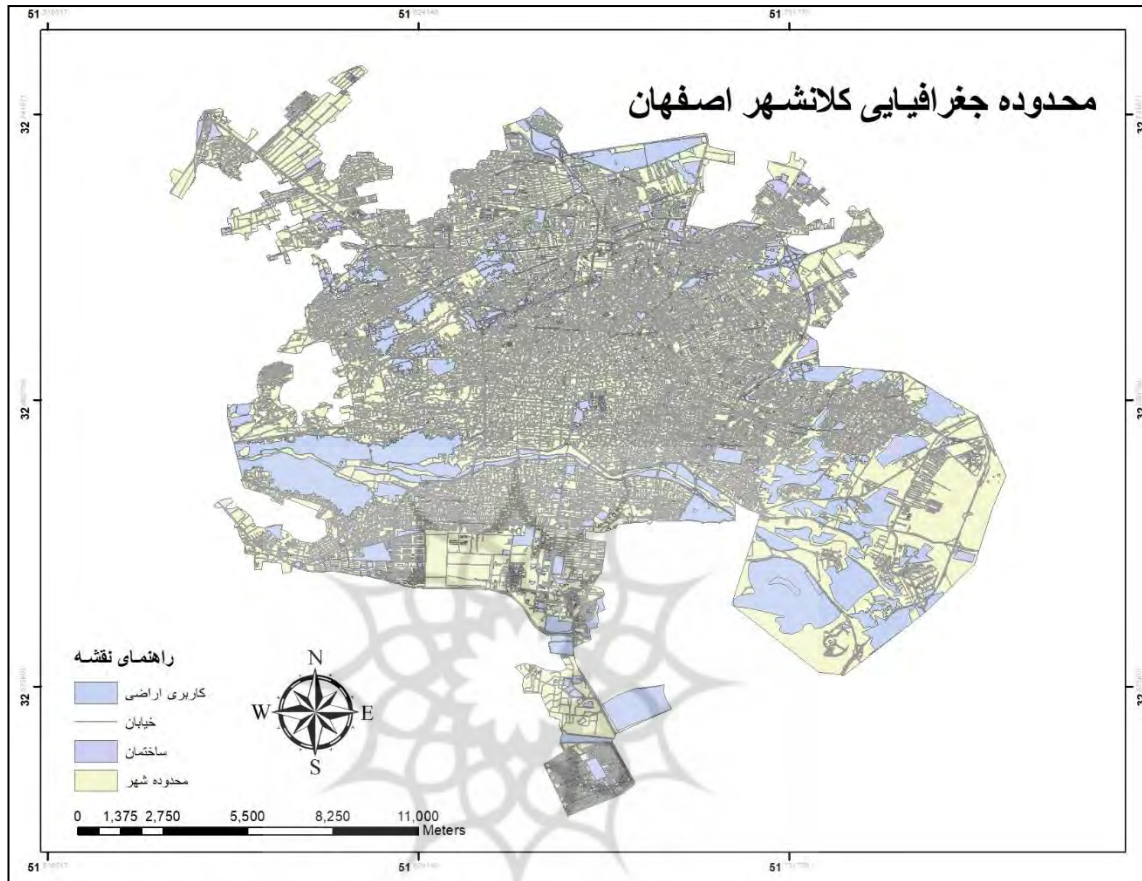 51 51 51
محدوده جغرافیایی کلانشهر اصفهان
32 32
32 32
32 32
راهنمای نقشه
کاربری اراضی
خیابان
ساختمان
محدوده شهر
N
W E
S
0 1,375 2,750 5,500 8,250 11,000
Meters
51 51 51